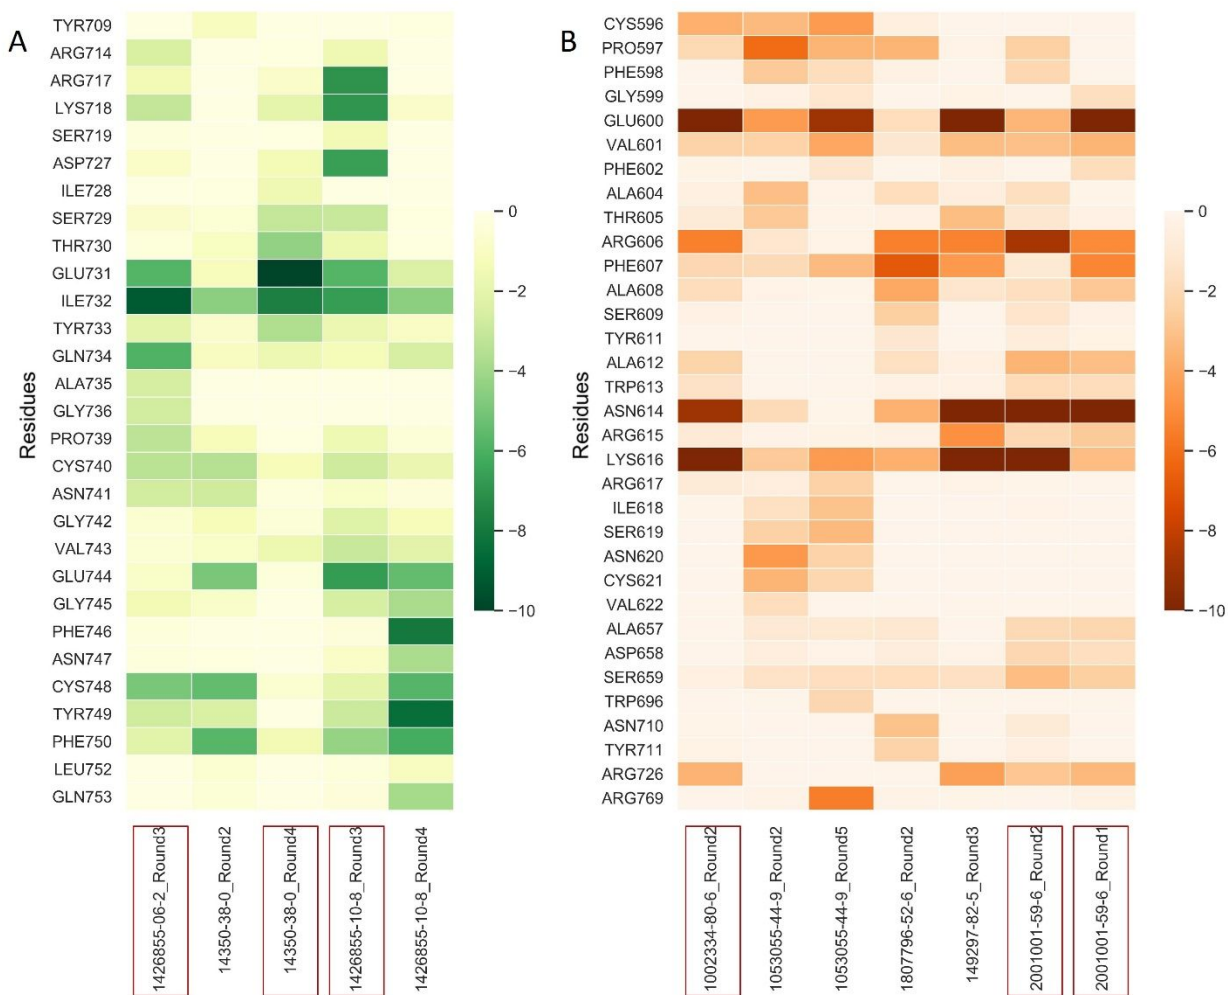 A
Residues
TYR709
ARG714
ARG717
LYS718
SER719
ASP727
ILE728
SER729
THR730
GLU731
ILE732
TYR733
GLN734
ALA735
GLY736
PRO739
CYS740
ASN741
GLY742
VAL743
GLU744
GLY745
PHE746
ASN747
CYS748
TYR749
PHE750
LEU752
GLN753
0
−2
−4
−6
−8
−10
1426855-06-2_Round3
14350-38-0_Round2
14350-38-0_Round4
1426855-10-8_Round3
1426855-10-8_Round4
B
Residues
CYS596
PRO597
PHE598
GLY599
GLU600
VAL601
PHE602
ALA604
THR605
ARG606
PHE607
ALA608
SER609
TYR611
ALA612
TRP613
ASN614
ARG615
LYS616
ARG617
ILE618
SER619
ASN620
CYS621
VAL622
ALA657
ASP658
SER659
TRP696
ASN710
TYR711
ARG726
ARG769
0
−2
−4
−6
−8
−10
1002334-80-6_Round2
1053055-44-9_Round2
1053055-44-9_Round5
1807796-52-6_Round2
149297-82-5_Round3
2001001-59-6_Round2
2001001-59-6_Round1